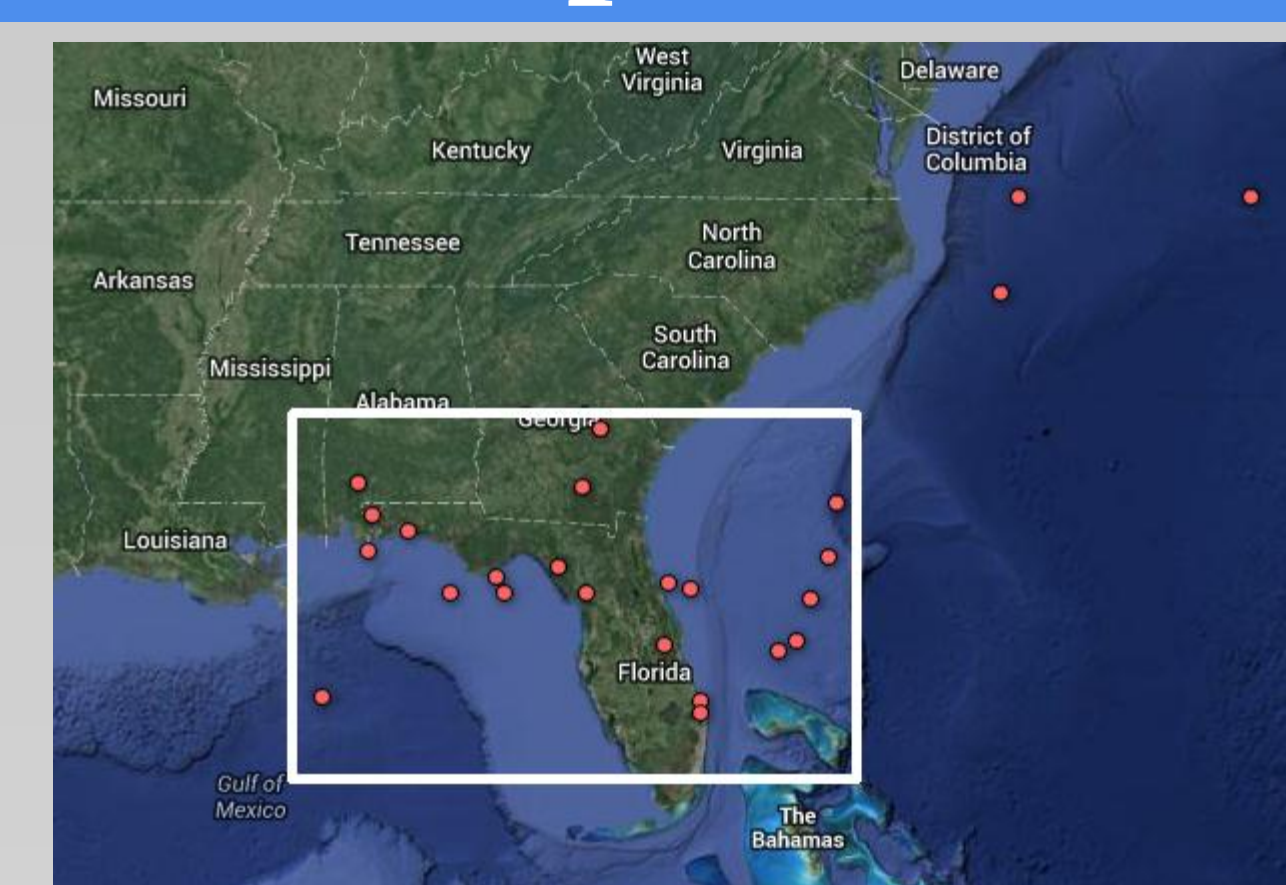 West
Virginia
Delaware
Missouri
District of
Columbia
Kentucky
Virginia
Tennessee
North
Carolina
Arkansas
South
Carolina
Mississippi
Alabama
Georgia
Louisiana
Florida
Gulf of
Mexico
The
Bahamas